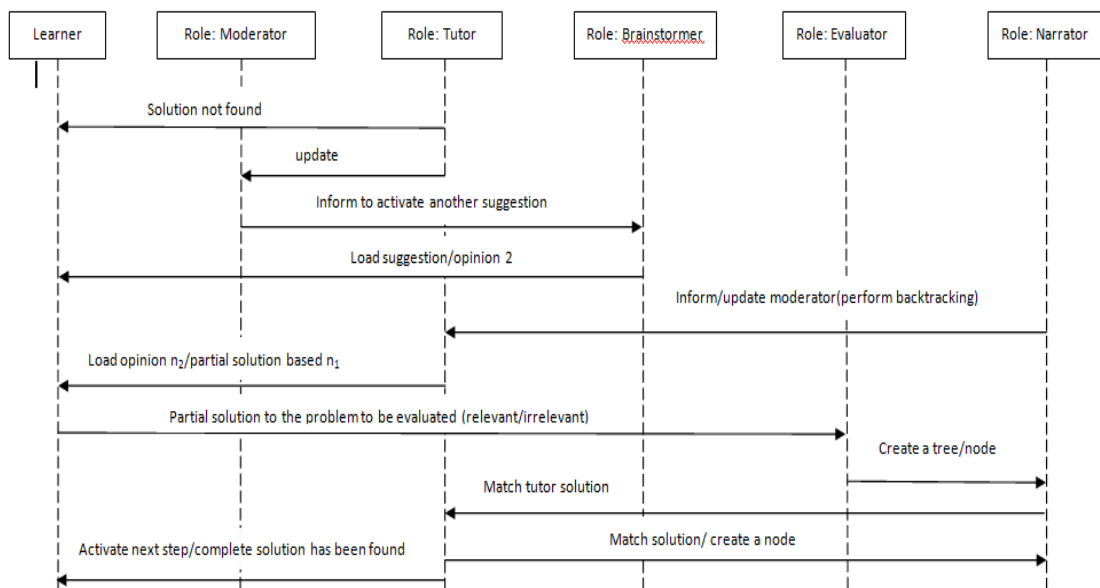 Learner
Role: Moderator
Role: Tutor
Role: Brainstormer
Role: Evaluator
Role: Narrator
Solution not found
update
Inform to activate another suggestion
Load suggestion/opinion 2
Inform/update moderator(perform backtracking)
Load opinion n₂/partial solution based n₁
Partial solution to the problem to be evaluated (relevant/irrelevant)
Create a tree/node
Match tutor solution
Match solution/ create a node
Activate next step/complete solution has been found